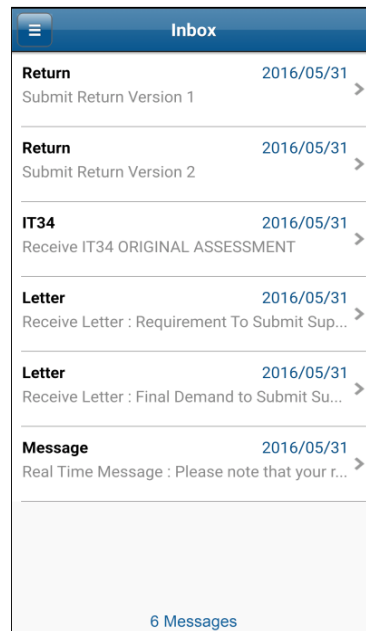 Inbox
Return 2016/05/31
Submit Return Version 1
Return 2016/05/31
Submit Return Version 2
IT34 2016/05/31
Receive IT34 ORIGINAL ASSESSMENT
Letter 2016/05/31
Receive Letter : Requirement To Submit Sup...
Letter 2016/05/31
Receive Letter : Final Demand to Submit Su...
Message 2016/05/31
Real Time Message : Please note that your r...
6 Messages